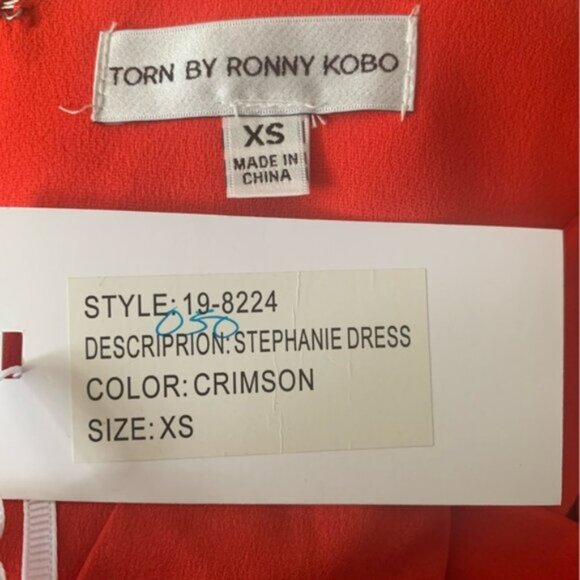 TORN BY RONNY KOBO
XS
MADE IN
CHINA
STYLE: 19-8224
050
DESCRIPRION: STEPHANIE DRESS
COLOR: CRIMSON
SIZE: XS